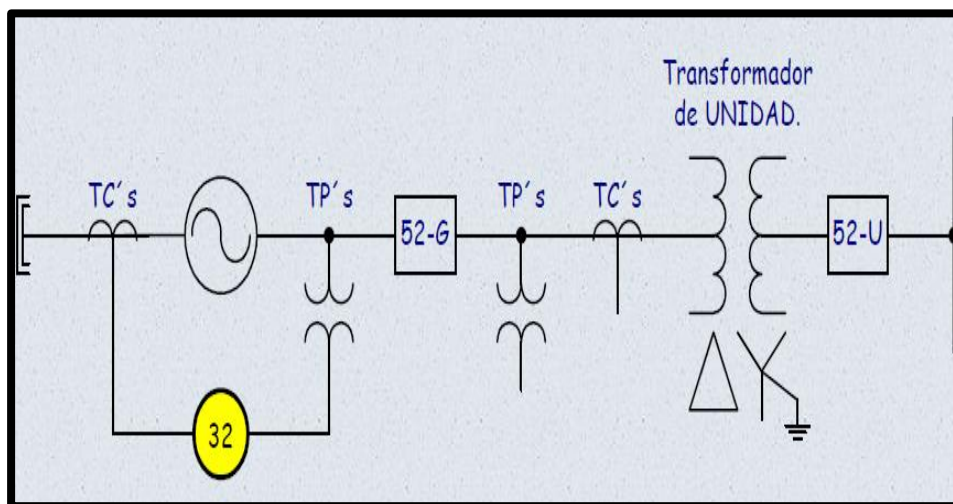 Transformador
de UNIDAD.
TC´s
TP´s
TP´s
TC´s
52-G
52-U
32